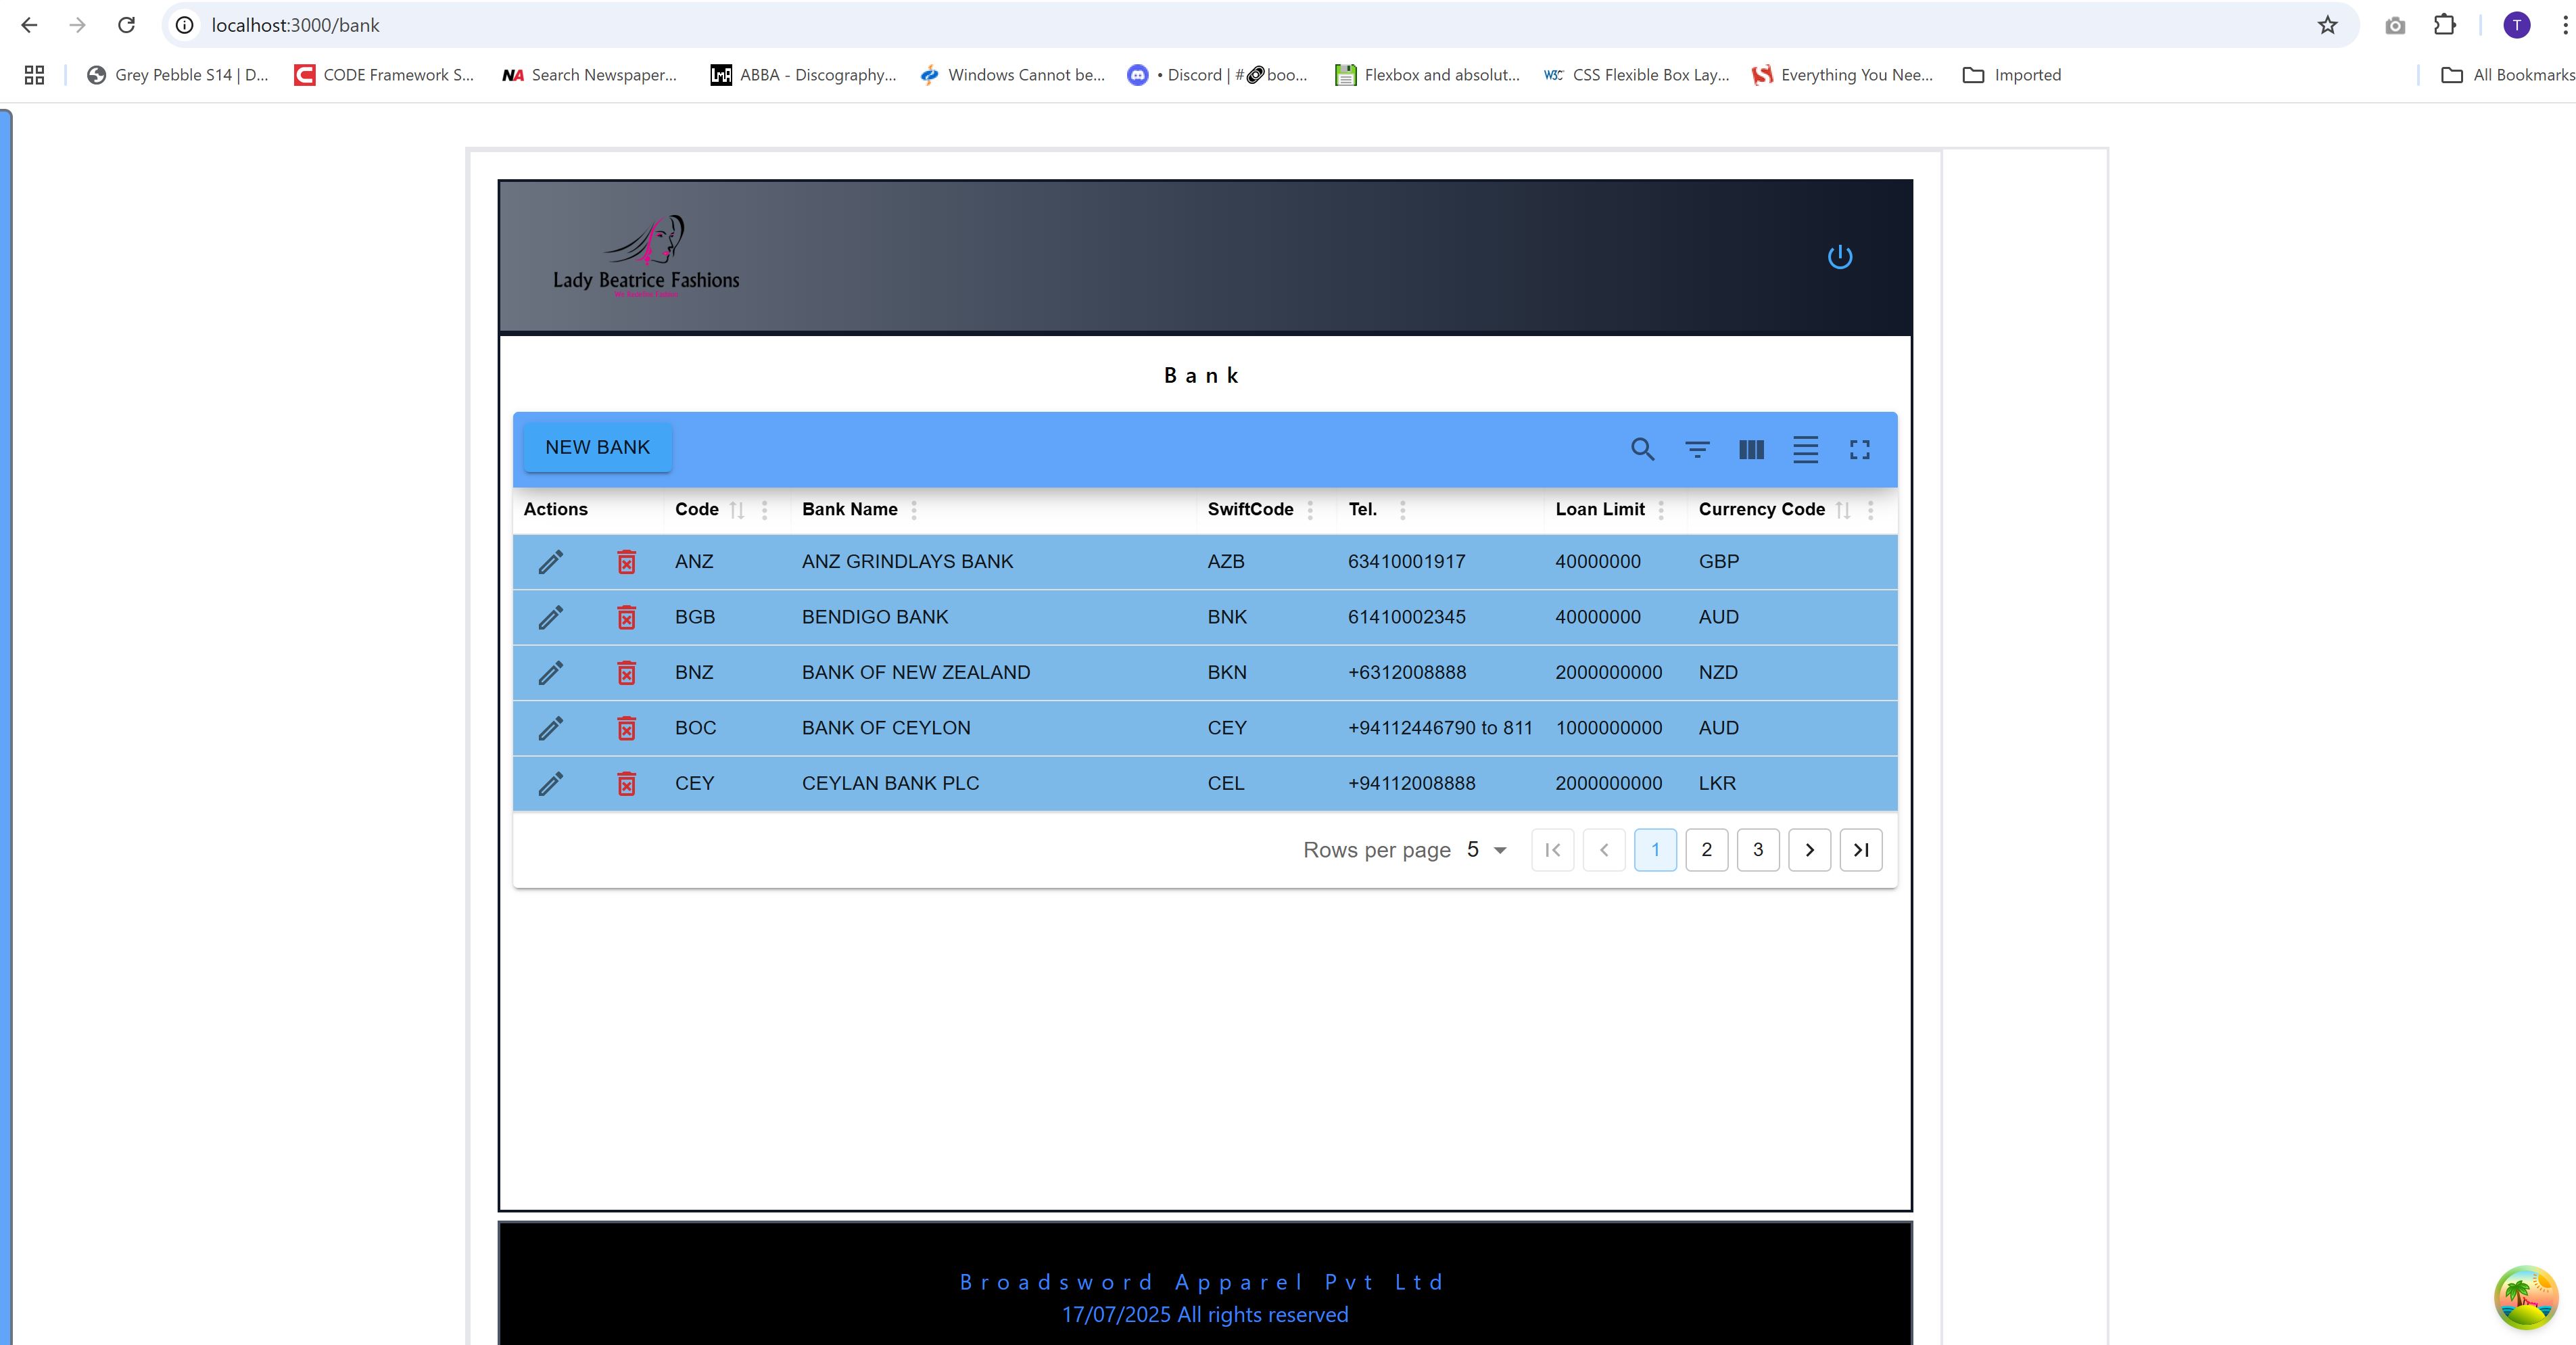 localhost:3000/bank
T
Grey Pebble S14 | D... CODE Framework S... NA Search Newspaper... LMA ABBA - Discography... Windows Cannot be... • Discord | #🔗boo... Flexbox and absolut... W3C CSS Flexible Box Lay... Everything You Nee... Imported All Bookmarks
Lady Beatrice Fashions
Bank
NEW BANK
Actions Code Bank Name SwiftCode Tel. Loan Limit Currency Code
ANZ ANZ GRINDLAYS BANK AZB 63410001917 40000000 GBP
BGB BENDIGO BANK BNK 61410002345 40000000 AUD
BNZ BANK OF NEW ZEALAND BKN +6312008888 2000000000 NZD
BOC BANK OF CEYLON CEY +94112446790 to 811 1000000000 AUD
CEY CEYLAN BANK PLC CEL +94112008888 2000000000 LKR
Rows per page 5 1 2 3
Broadsword Apparel Pvt Ltd
17/07/2025 All rights reserved